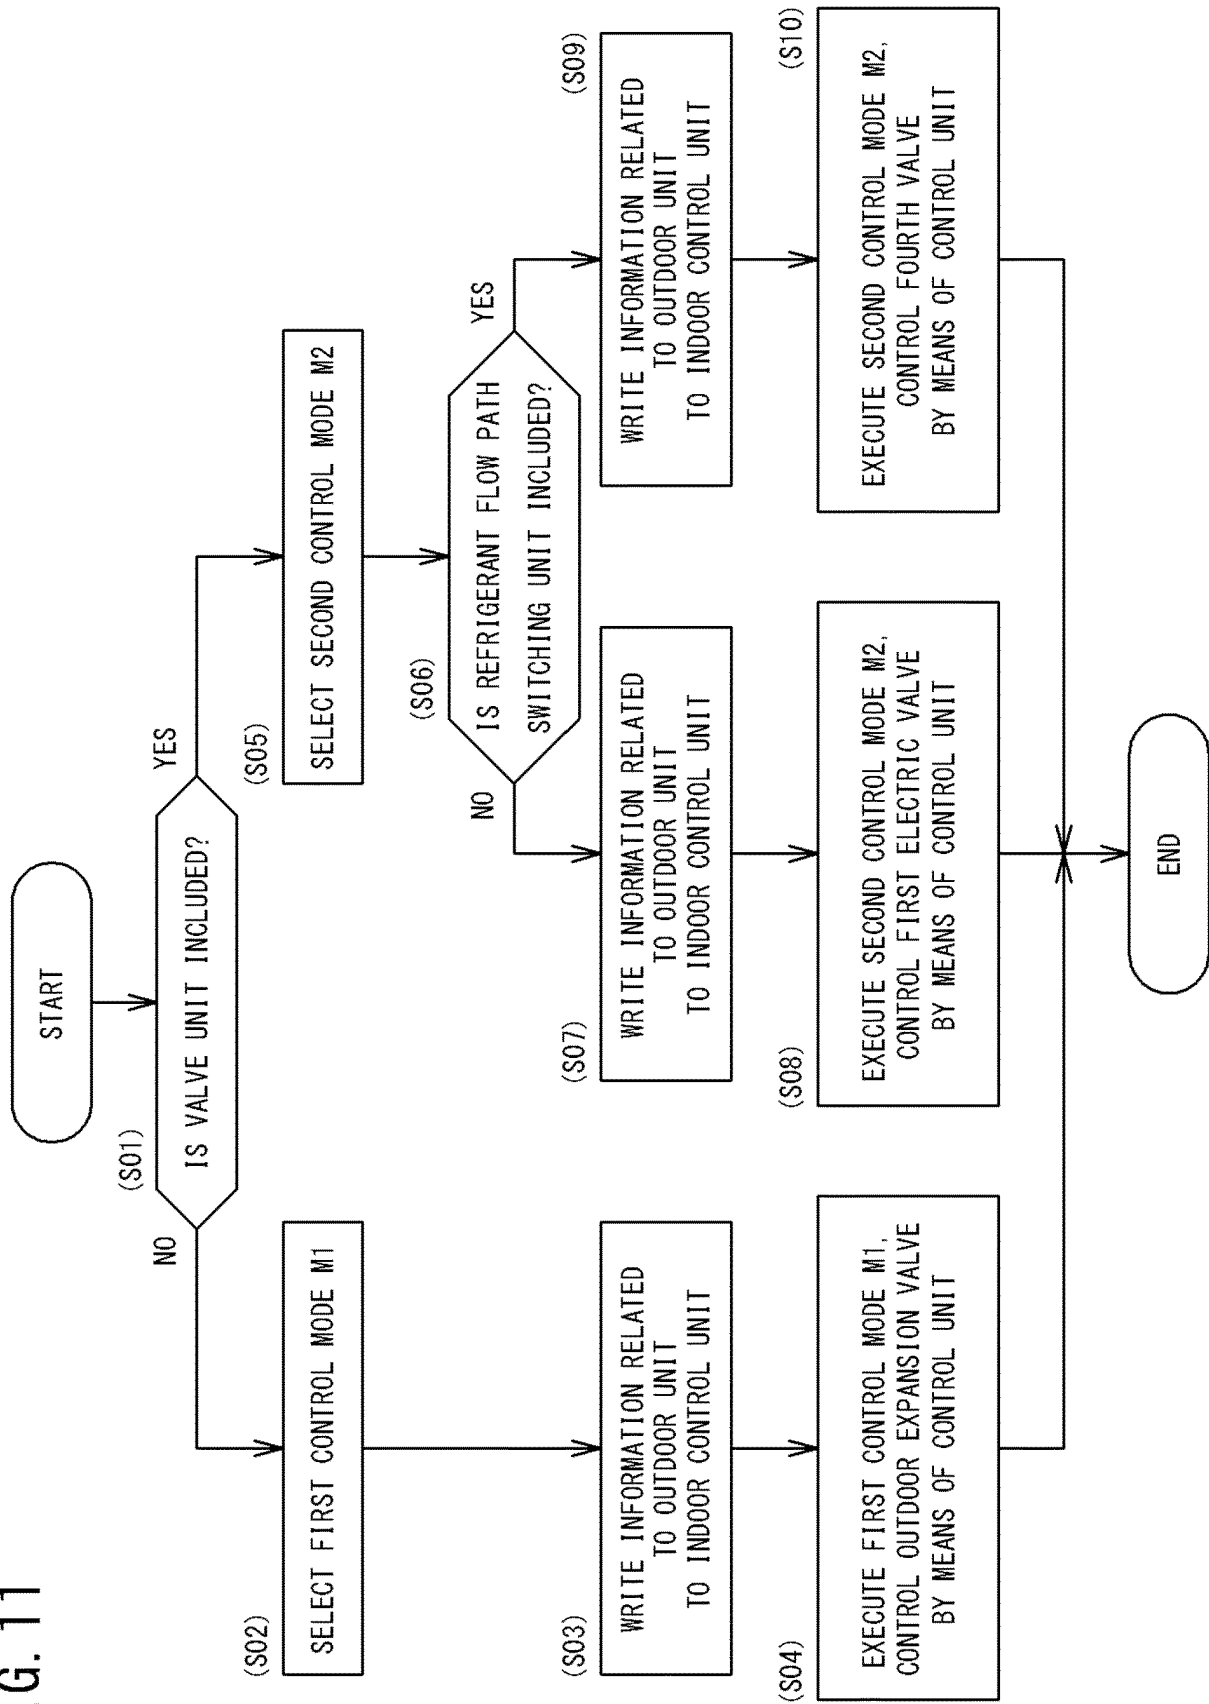 G. 11
START
(S01)
IS VALVE UNIT INCLUDED?
NO
YES
(S02)
SELECT FIRST CONTROL MODE M1
(S05)
SELECT SECOND CONTROL MODE M2
(S06)
IS REFRIGERANT FLOW PATH
SWITCHING UNIT INCLUDED?
NO
YES
(S03)
WRITE INFORMATION RELATED
TO OUTDOOR UNIT
TO INDOOR CONTROL UNIT
(S07)
WRITE INFORMATION RELATED
TO OUTDOOR UNIT
TO INDOOR CONTROL UNIT
(S09)
WRITE INFORMATION RELATED
TO OUTDOOR UNIT
TO INDOOR CONTROL UNIT
(S04)
EXECUTE FIRST CONTROL MODE M1,
CONTROL OUTDOOR EXPANSION VALVE
BY MEANS OF CONTROL UNIT
(S08)
EXECUTE SECOND CONTROL MODE M2,
CONTROL FIRST ELECTRIC VALVE
BY MEANS OF CONTROL UNIT
(S10)
EXECUTE SECOND CONTROL MODE M2,
CONTROL FOURTH VALVE
BY MEANS OF CONTROL UNIT
END